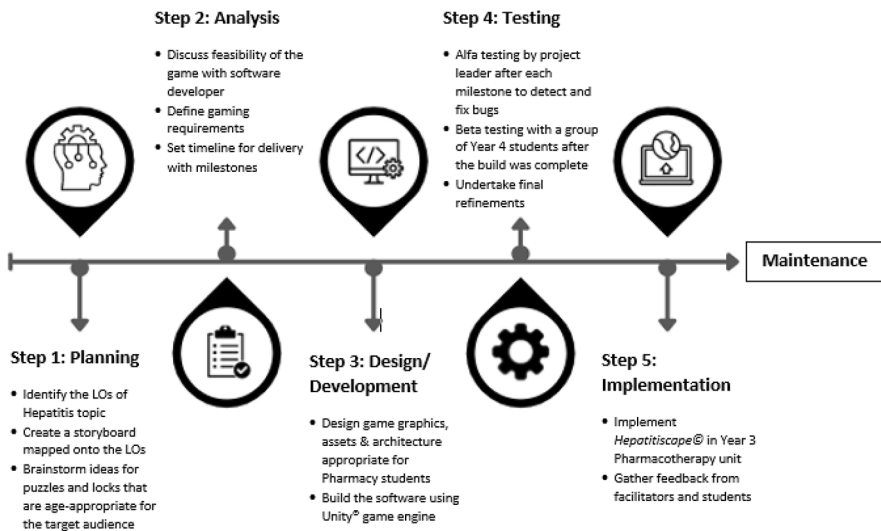 Step 1: Planning
• Identify the LOs of
Hepatitis topic
• Create a storyboard
mapped onto the LOs
• Brainstorm ideas for
puzzles and locks that
are age-appropriate for
the target audience
Step 2: Analysis
• Discuss feasibility of the
game with software
developer
• Define gaming
requirements
• Set timeline for delivery
with milestones
</>
Step 3: Design/
Development
• Design game graphics,
assets & architecture
appropriate for
Pharmacy students
• Build the software using
Unity® game engine
Step 4: Testing
• Alfa testing by project
leader after each
milestone to detect and
fix bugs
• Beta testing with a group
of Year 4 students after
the build was complete
• Undertake final
refinements
Step 5:
Implementation
• Implement
Hepatitiscape© in Year 3
Pharmacotherapy unit
• Gather feedback from
facilitators and students
Maintenance